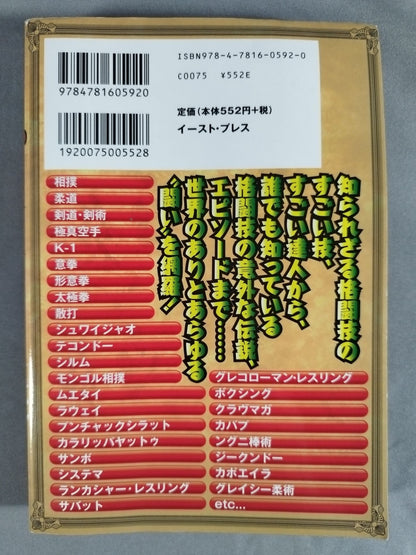 ISBN978-4-7816-0592-0
C0075 ¥552E
9784781605920
定価(本体552円+税)
イースト・プレス
1920075005528
知られざる格闘技の
すごい技、
すごい達人から、
誰でも知っている
格闘技の意外な伝説、
エピソードまで……
世界のありとあらゆる
“闘い”を網羅！
相撲
柔道
剣道・剣術
極真空手
K-1
意拳
形意拳
太極拳
散打
シュワイジャオ
テコンドー
シルム
モンゴル相撲
ムエタイ
ラウェイ
プンチャックシラット
カラリッパヤットゥ
サンボ
システマ
ランカシャー・レスリング
サバット
グレコローマン・レスリング
ボクシング
クラヴマガ
カパプ
ングニ棒術
ジークンドー
カポエイラ
グレイシー柔術
etc...